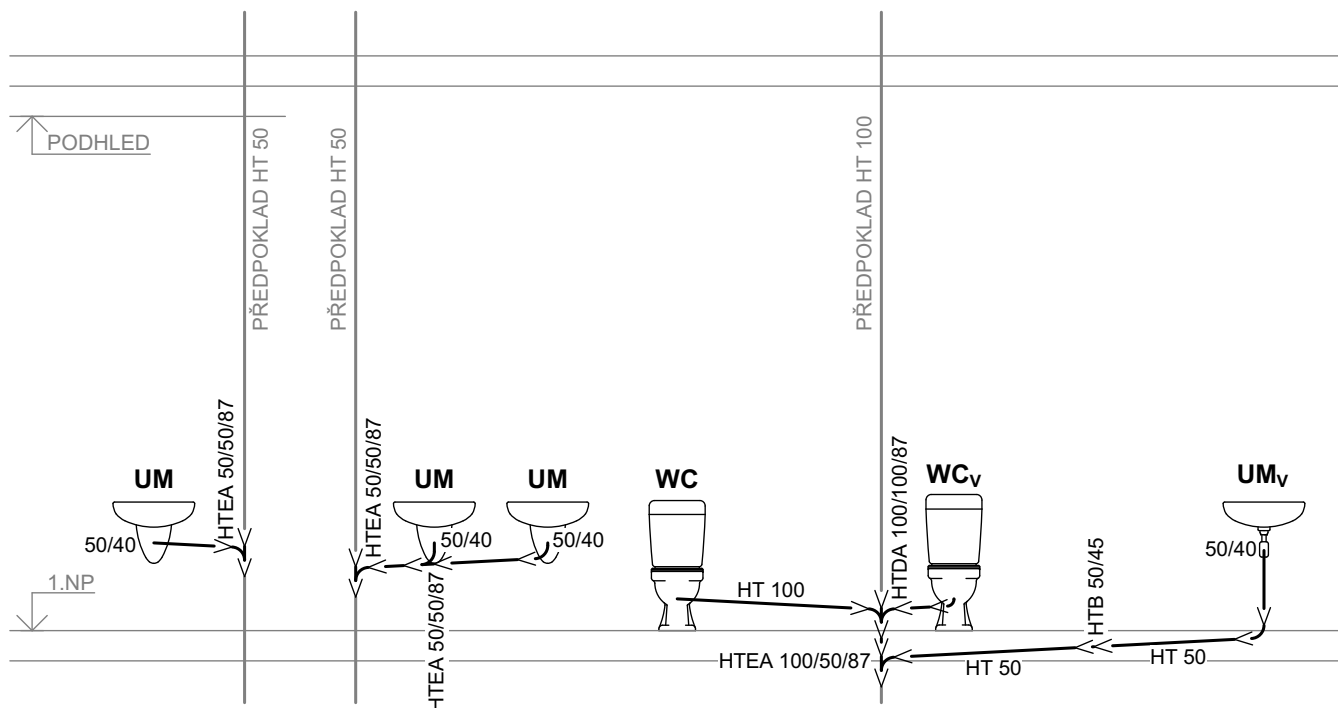 PODHLED
PŘEDPOKLAD HT 50
PŘEDPOKLAD HT 50
PŘEDPOKLAD HT 100
HTEA 50/50/87
HTEA 50/50/87
HTDA 100/100/87
UM
UM
UM
WC
WCV
UMV
50/40
50/40
50/40
50/40
1.NP
HT 100
HTB 50/45
HTEA 50/50/87
HTEA 100/50/87
HT 50
HT 50